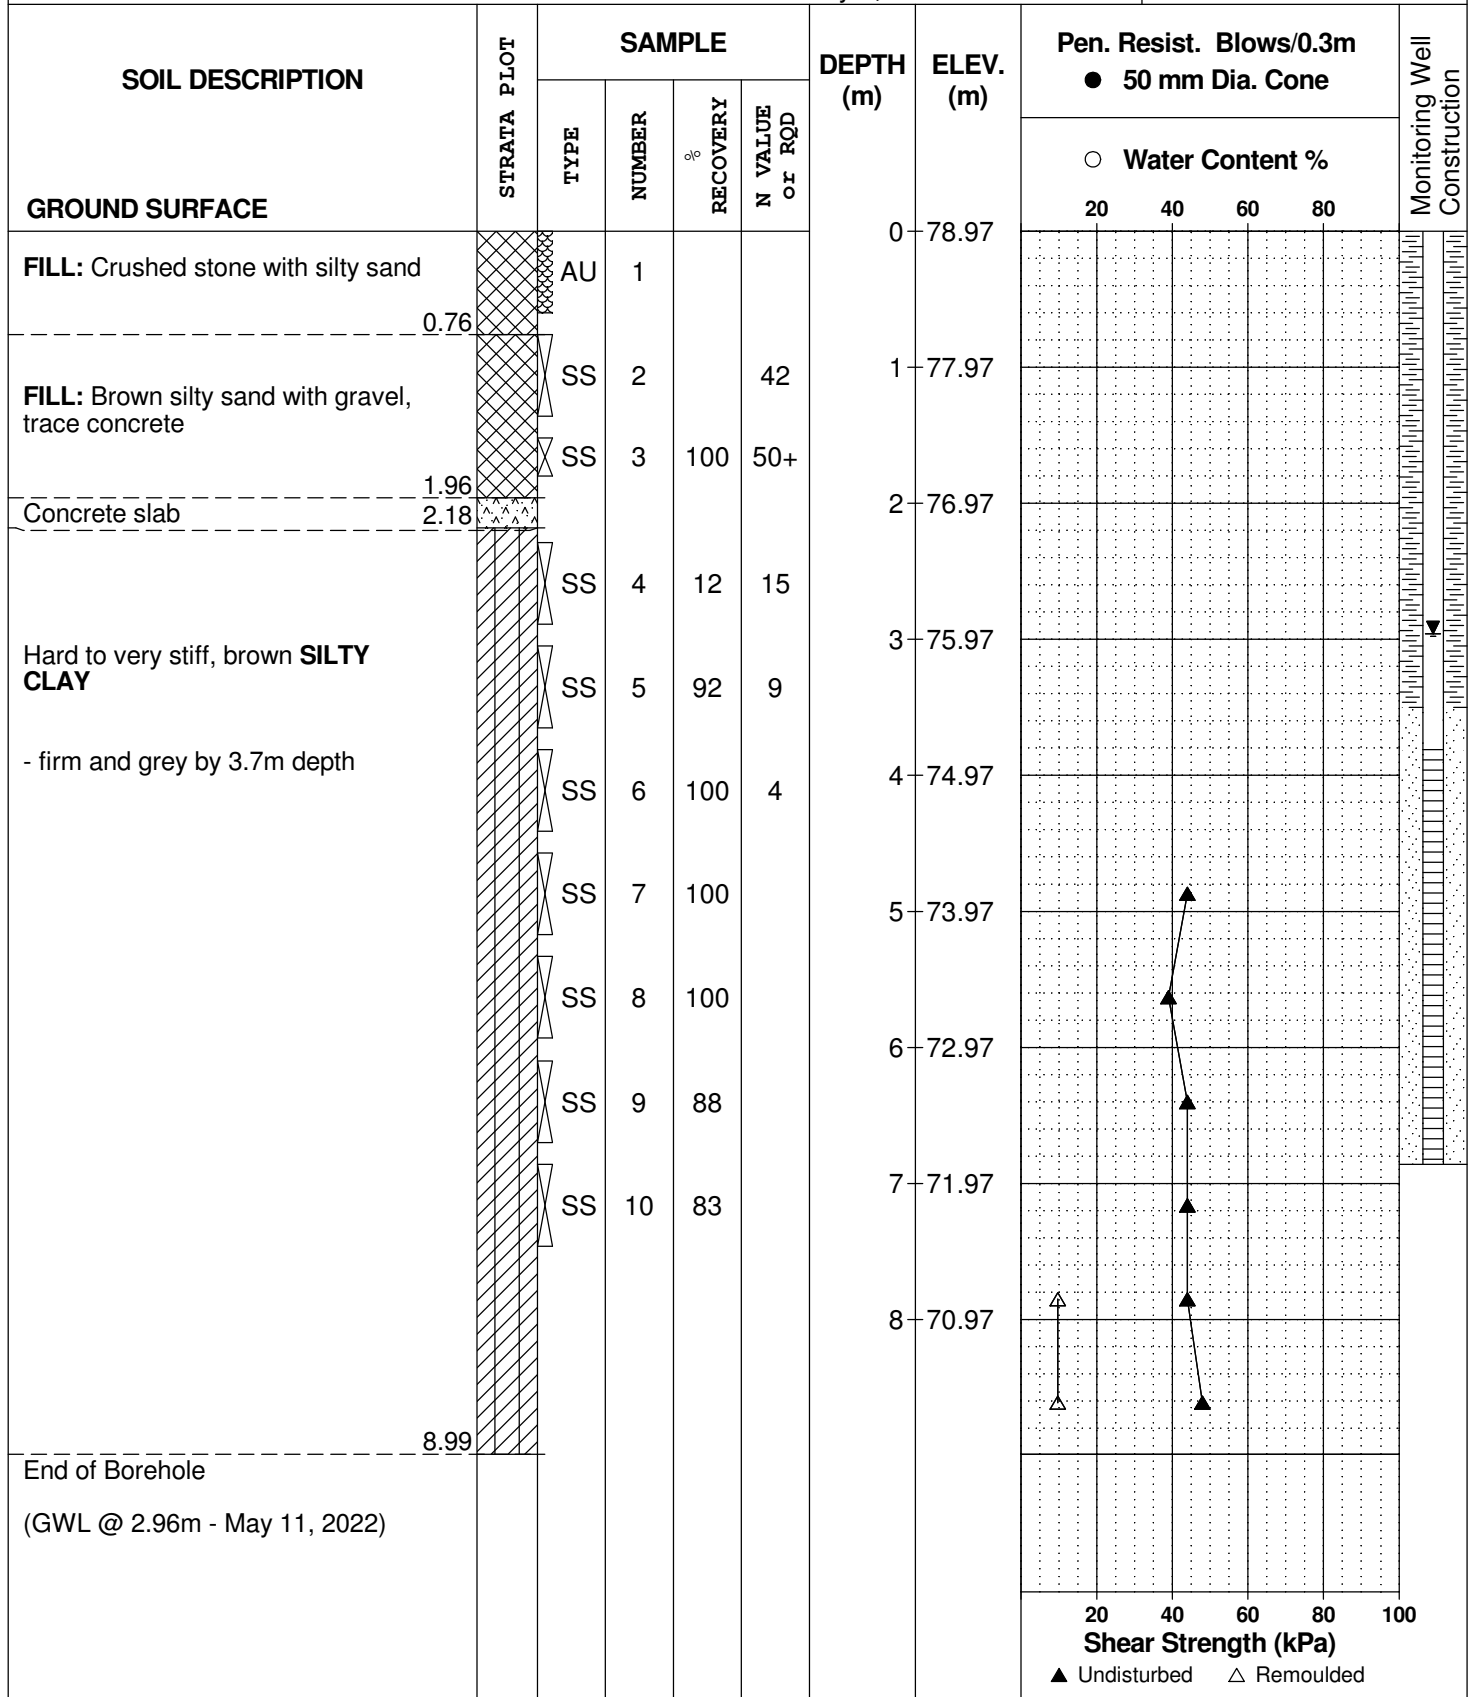 SOIL DESCRIPTION
GROUND SURFACE
STRATA PLOT
SAMPLE
TYPE
NUMBER
%
RECOVERY
N VALUE
or RQD
DEPTH
(m)
ELEV.
(m)
Pen. Resist. Blows/0.3m
● 50 mm Dia. Cone
○ Water Content %
20 40 60 80
Monitoring Well
Construction
FILL: Crushed stone with silty sand
0.76
FILL: Brown silty sand with gravel,
trace concrete
1.96
Concrete slab 2.18
Hard to very stiff, brown SILTY
CLAY
- firm and grey by 3.7m depth
8.99
End of Borehole
(GWL @ 2.96m - May 11, 2022)
AU 1
SS 2 42
SS 3 100 50+
SS 4 12 15
SS 5 92 9
SS 6 100 4
SS 7 100
SS 8 100
SS 9 88
SS 10 83
0 78.97
1 77.97
2 76.97
3 75.97
4 74.97
5 73.97
6 72.97
7 71.97
8 70.97
20 40 60 80 100
Shear Strength (kPa)
▲ Undisturbed △ Remoulded